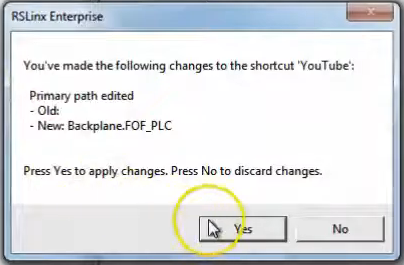 RSLinx Enterprise
You've made the following changes to the shortcut 'YouTube':
Primary path edited
- Old:
- New: Backplane.FOF_PLC
Press Yes to apply changes. Press No to discard changes.
Yes
No